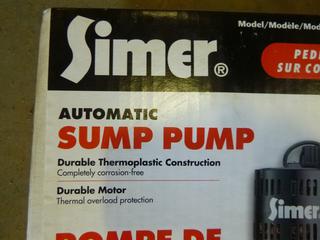 Model/Modèle/Mod
Simer®
PEDE
SUR CO
AUTOMATIC
SUMP PUMP
Durable Thermoplastic Construction
Completely corrosion-free
Durable Motor
Thermal overload protection
Simer
POMPE DE